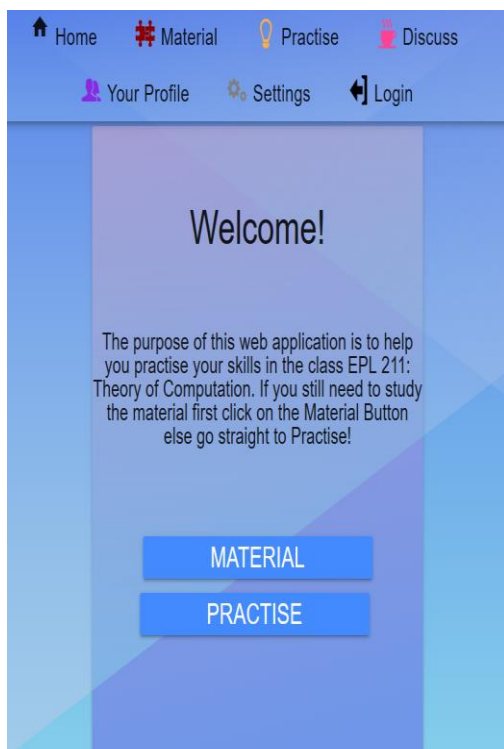 Home Material Practise Discuss
Your Profile Settings Login
Welcome!
The purpose of this web application is to help
you practise your skills in the class EPL 211:
Theory of Computation. If you still need to study
the material first click on the Material Button
else go straight to Practise!
MATERIAL
PRACTISE